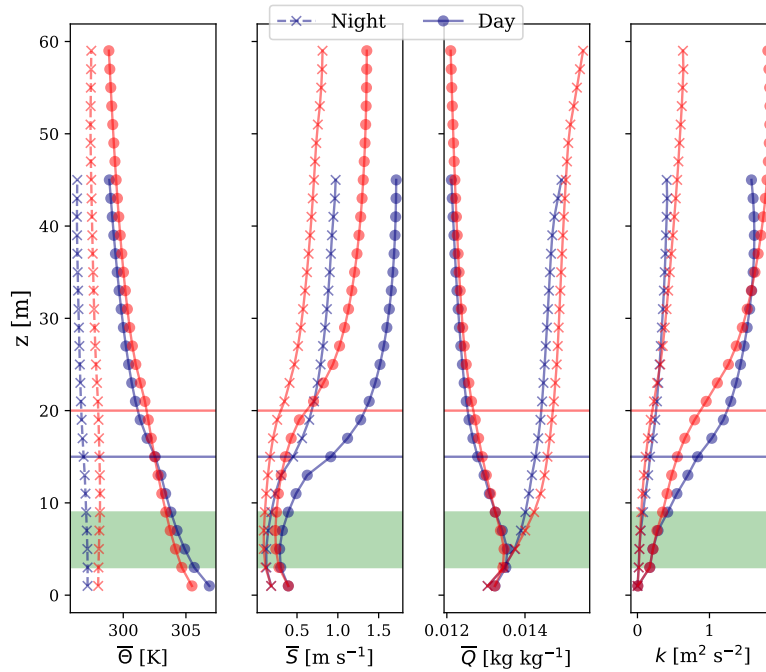 Night Day
z [m]
60
50
40
30
20
10
0
300 305
0.5 1.0 1.5
0.012 0.014
0 1
Θ̅ [K]
S̅ [m s⁻¹]
Q̅ [kg kg⁻¹]
k [m² s⁻²]